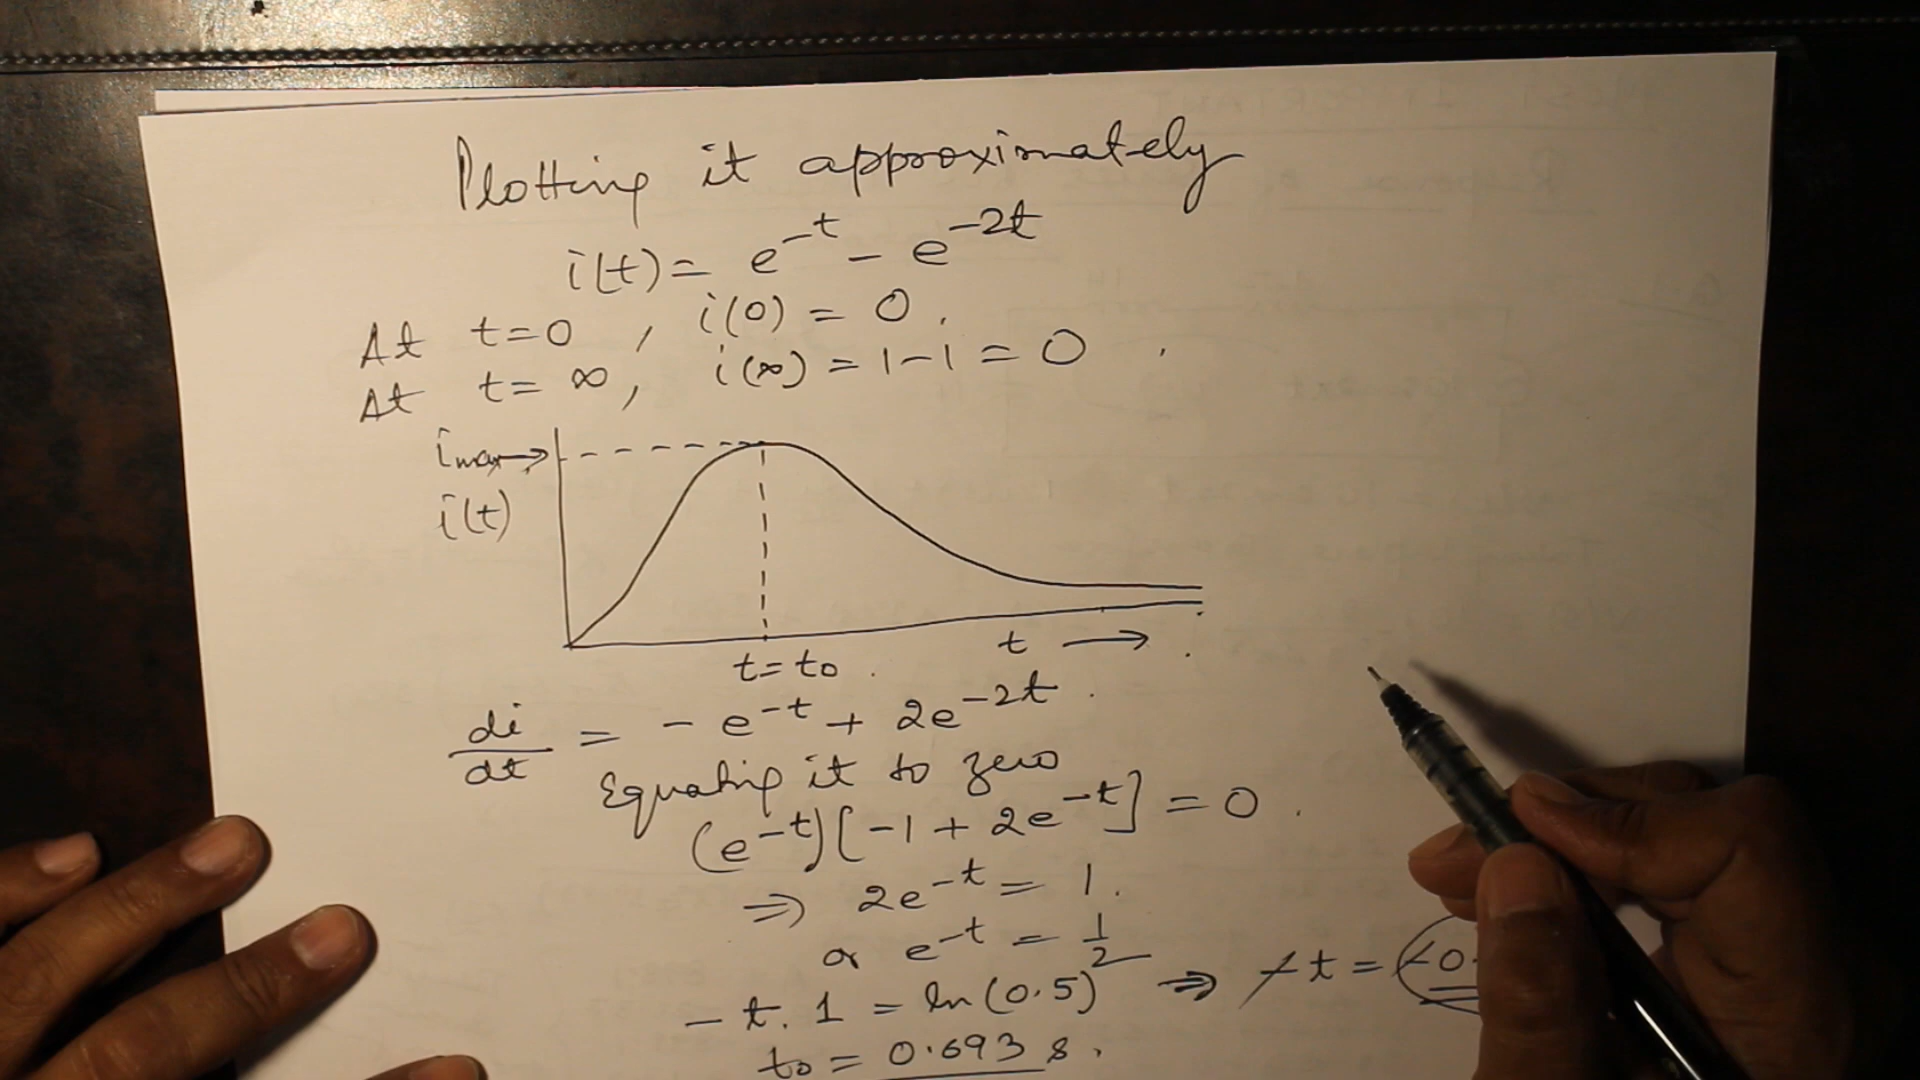 Plotting it approximately
i(t) = e^{-t} - e^{-2t}
At t=0 , i(0) = 0 .
At t= ∞ , i(∞) = 1-1 = 0 .
imax→
i(t)
t= t0 .
t → .
di/dt = - e^{-t} + 2e^{-2t} .
Equating it to zero
(e^{-t}) [-1 + 2e^{-t}] = 0 .
⇒ 2e^{-t} = 1 .
or e^{-t} = 1/2
- t. 1 = ln(0.5) ⇒ -t = -0.
t0 = 0.693 s .